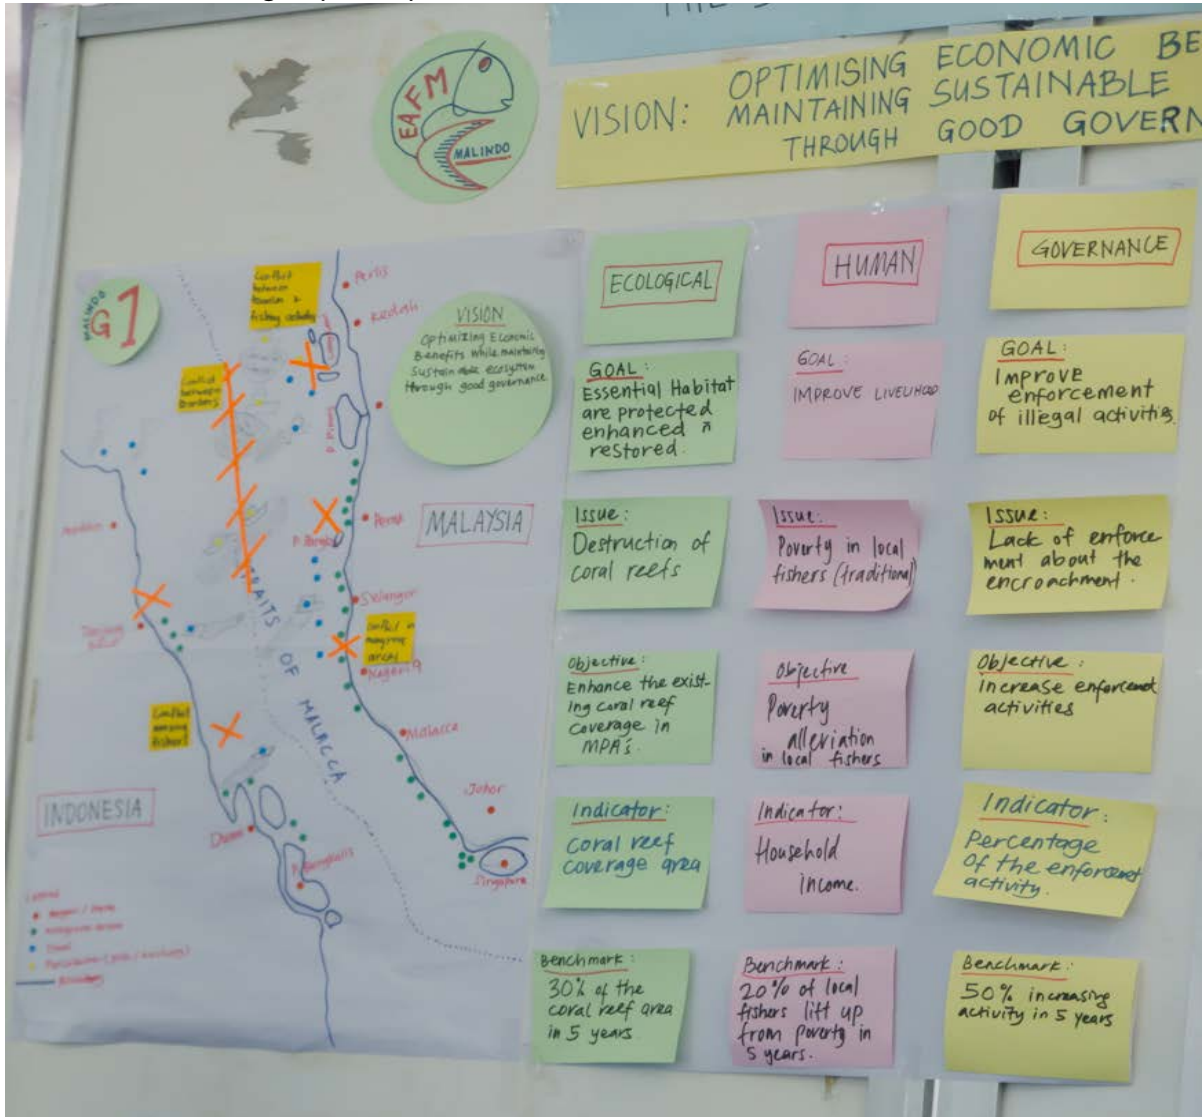 THE S
VISION: OPTIMISING ECONOMIC BE
MAINTAINING SUSTAINABLE
THROUGH GOOD GOVERN
EAFM
MALINDO
MALINDO
G1
Conflict
between
tourism &
fishing activity
Conflict
between
borders
Perlis
Kedah
VISION
Optimizing Economic
Benefits while maintaining
Sustainable ecosystem
through good governance
P. Pinang
Perak
P. Pangkor
MALAYSIA
Selangor
Conflict in
mangrove
areas
Negeri 9
STRAITS OF MALACCA
Malacca
Johor
Singapura
Conflict
among
fishers
INDONESIA
Dumai
P. Bengkalis
Legend
Boundary
ECOLOGICAL
GOAL:
Essential Habitat
are protected
enhanced n
restored.
Issue:
Destruction of
coral reefs
Objective:
Enhance the exist-
ing coral reef
coverage in
MPA's.
Indicator:
Coral reef
coverage area
Benchmark:
30% of the
coral reef area
in 5 years
HUMAN
GOAL:
IMPROVE LIVELIHOOD
Issue:
Poverty in local
fishers (traditional)
Objective
Poverty
alleviation
in local fishers
Indicator:
Household
income.
Benchmark:
20% of local
fishers lift up
from poverty in
5 years.
GOVERNANCE
GOAL:
Improve
enforcement
of illegal activities.
Issue:
Lack of enforce
ment about the
encroachment.
Objective:
Increase enforcement
activities
Indicator:
Percentage
of the enforcement
activity.
Benchmark:
50% increasing
activity in 5 years